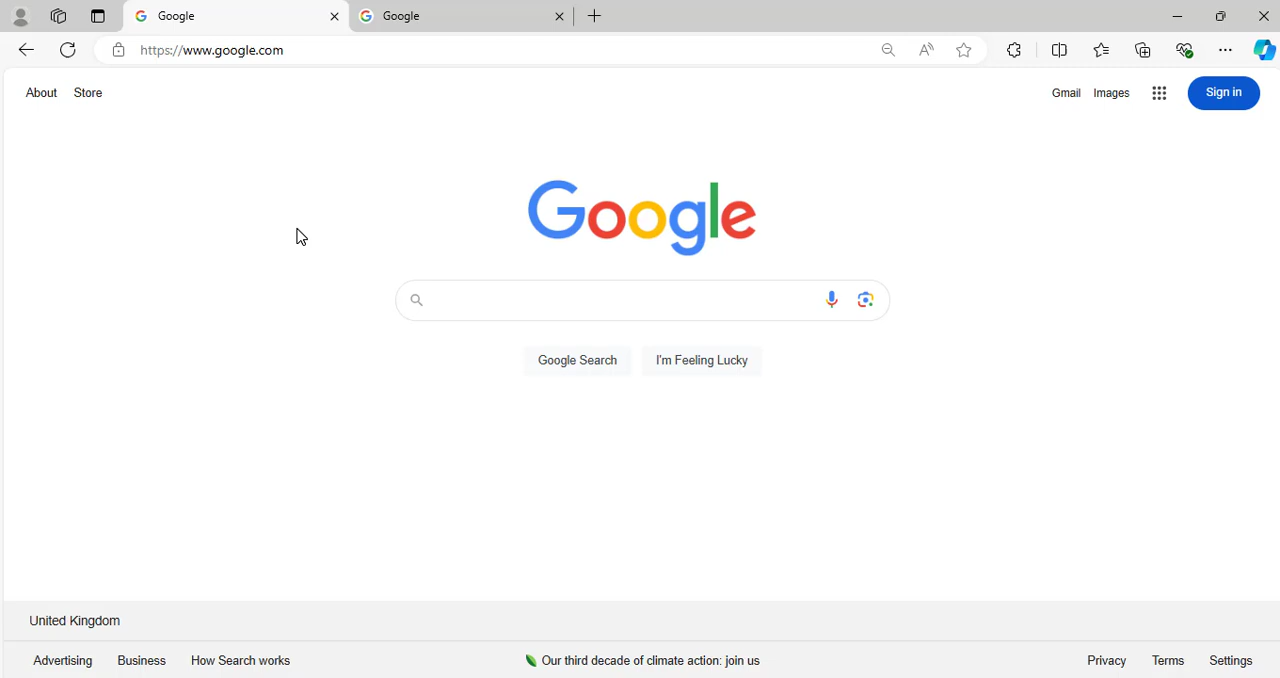 Google
Google
https://www.google.com
About Store
Gmail Images Sign in
Google
Google Search I'm Feeling Lucky
United Kingdom
Advertising Business How Search works Our third decade of climate action: join us Privacy Terms Settings